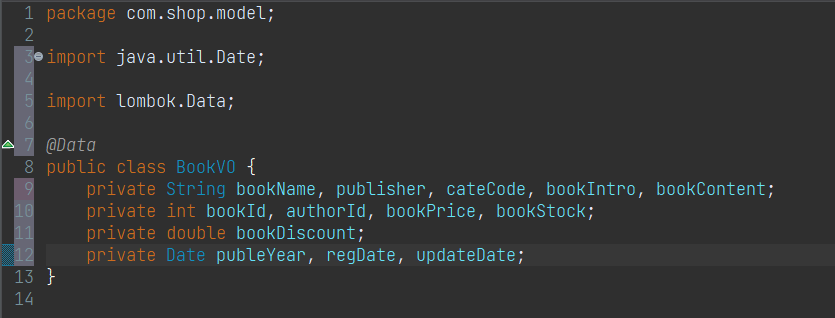 1 package com.shop.model;
2
3 import java.util.Date;
4
5 import lombok.Data;
6
7 @Data
8 public class BookVO {
9     private String bookName, publisher, cateCode, bookIntro, bookContent;
10     private int bookId, authorId, bookPrice, bookStock;
11     private double bookDiscount;
12     private Date publeYear, regDate, updateDate;
13 }
14